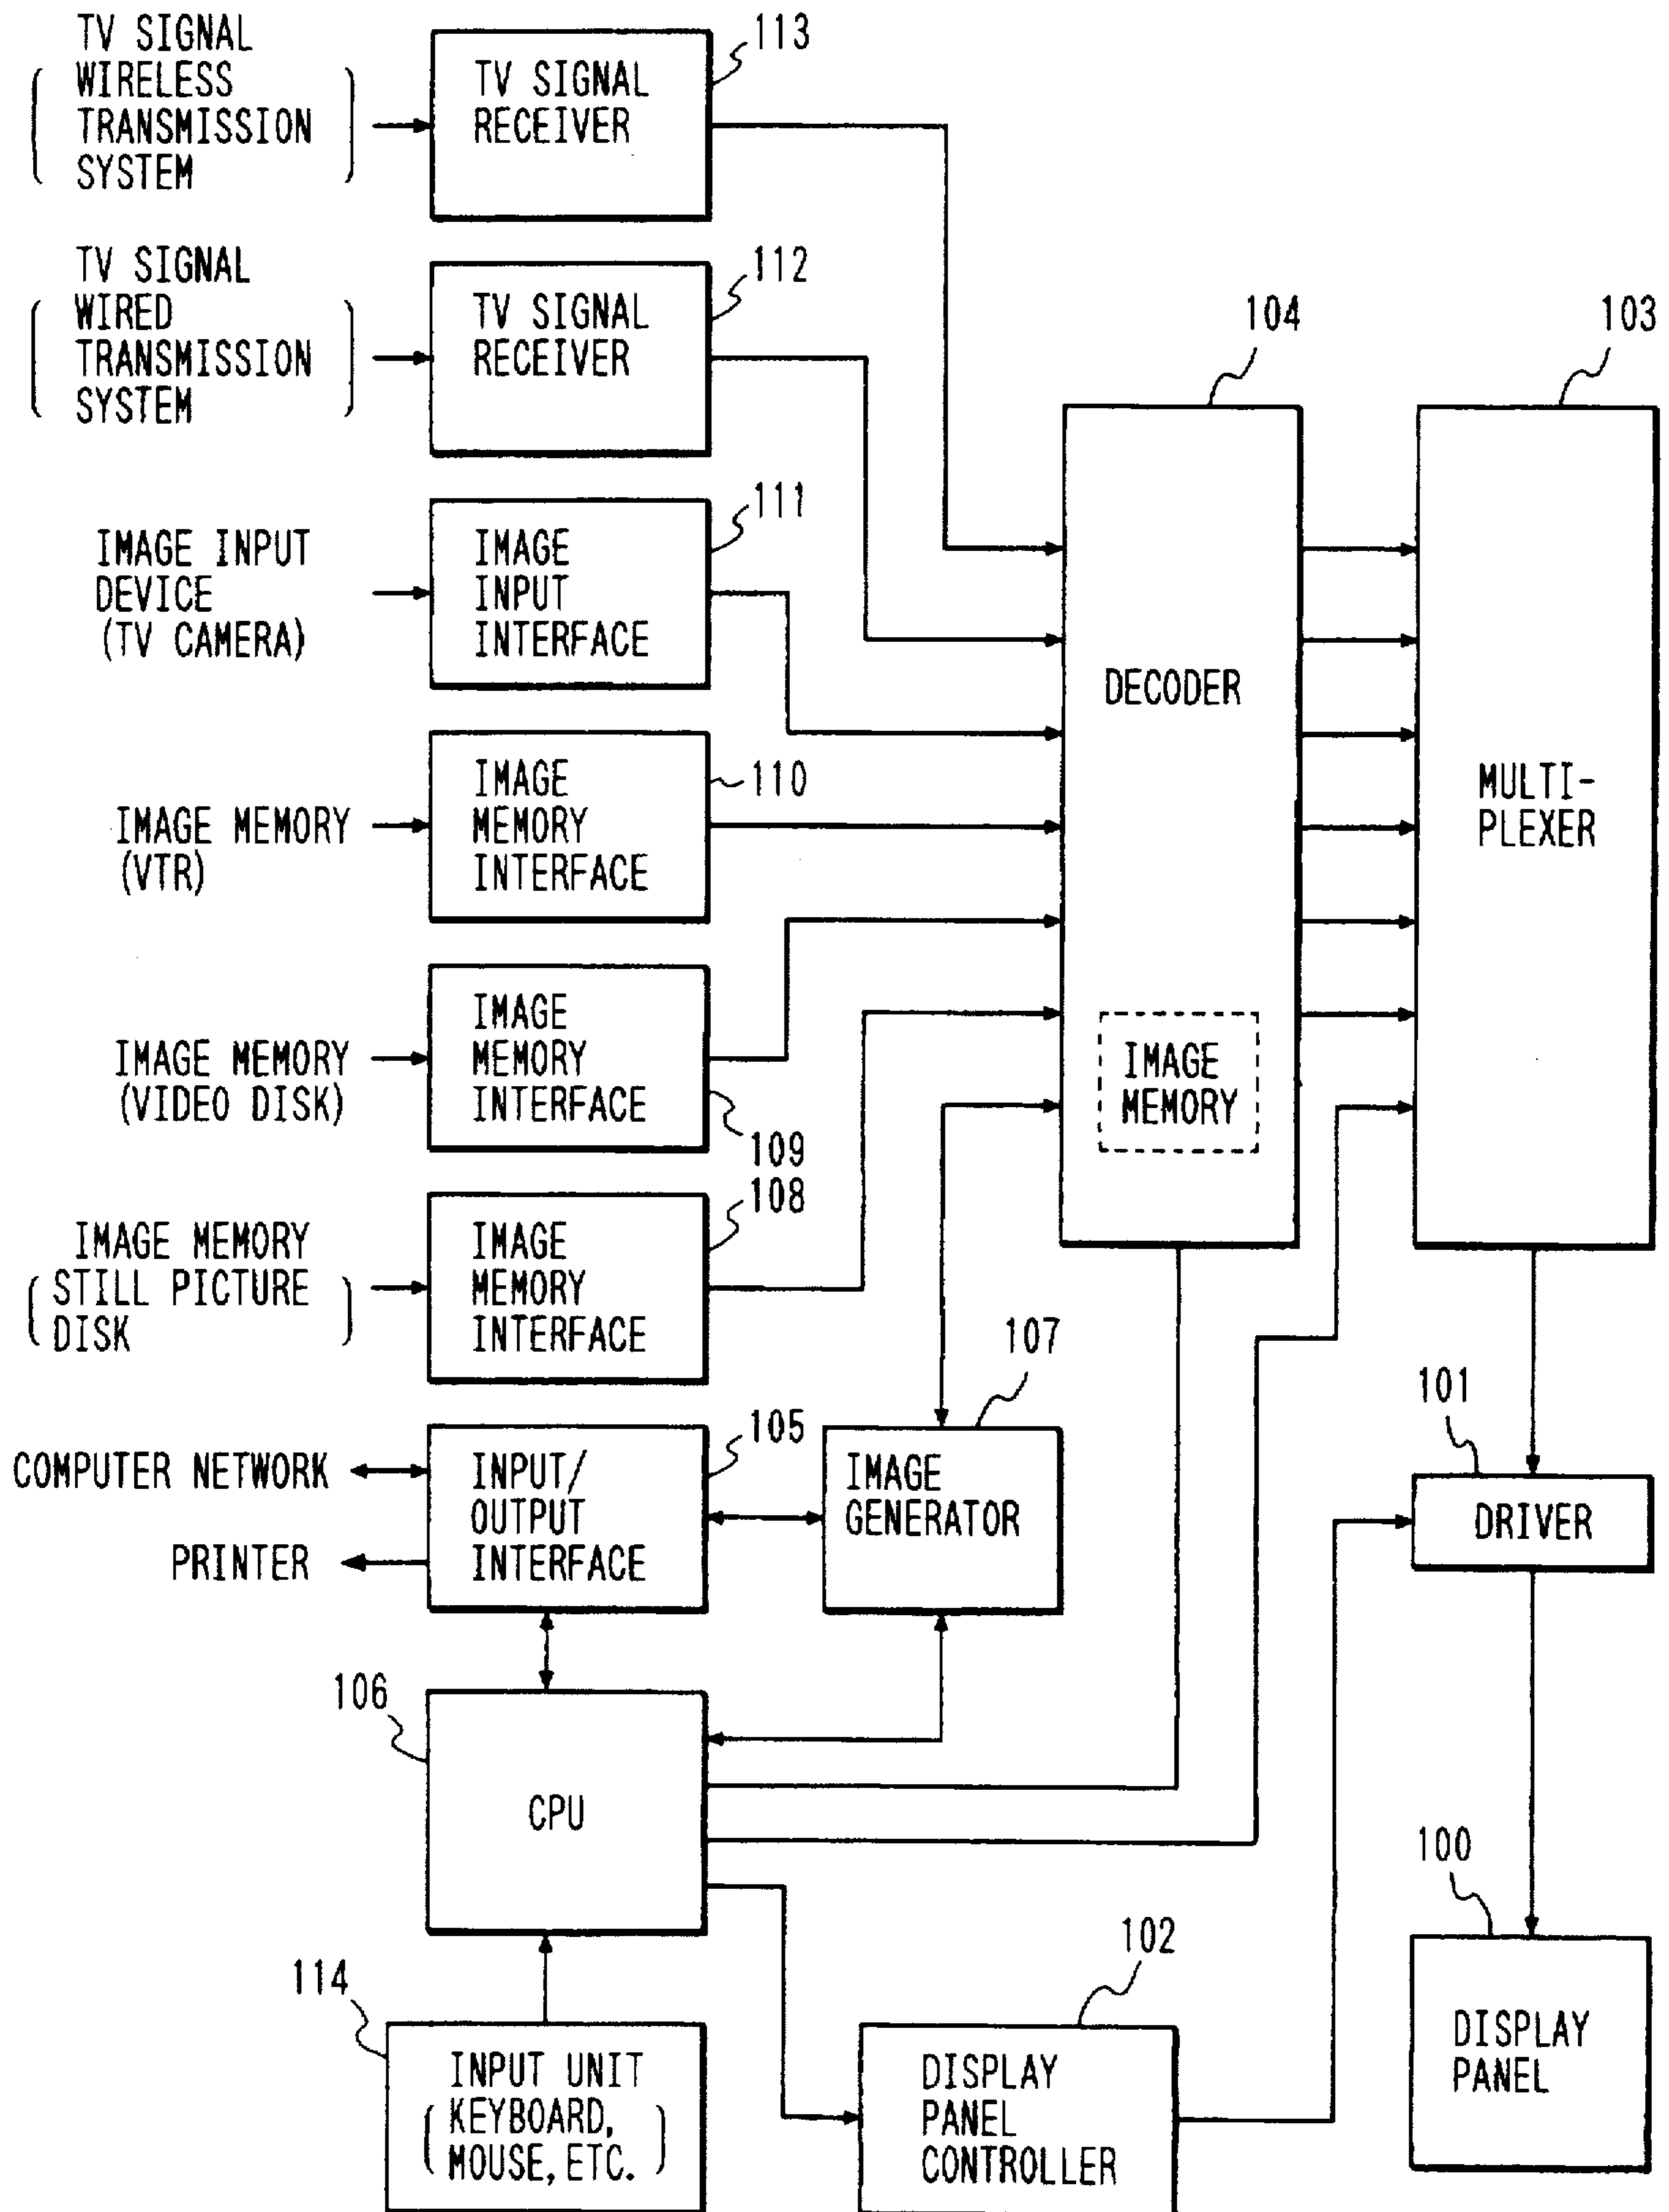 TV SIGNAL
WIRELESS
TRANSMISSION
SYSTEM
TV SIGNAL
RECEIVER
113
TV SIGNAL
WIRED
TRANSMISSION
SYSTEM
TV SIGNAL
RECEIVER
112
104
103
IMAGE INPUT
DEVICE
(TV CAMERA)
IMAGE
INPUT
INTERFACE
111
DECODER
MULTI-
PLEXER
IMAGE MEMORY
(VTR)
IMAGE
MEMORY
INTERFACE
110
IMAGE MEMORY
(VIDEO DISK)
IMAGE
MEMORY
INTERFACE
109
IMAGE
MEMORY
IMAGE MEMORY
STILL PICTURE
DISK
IMAGE
MEMORY
INTERFACE
108
107
101
COMPUTER NETWORK
PRINTER
INPUT/
OUTPUT
INTERFACE
105
IMAGE
GENERATOR
DRIVER
106
CPU
100
114
INPUT UNIT
KEYBOARD,
MOUSE, ETC.
102
DISPLAY
PANEL
CONTROLLER
DISPLAY
PANEL